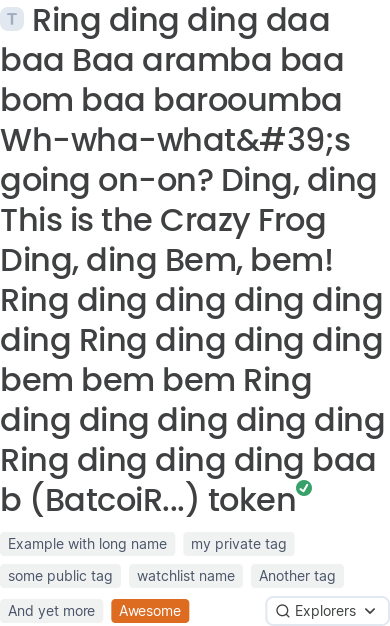 T Ring ding ding daa
baa Baa aramba baa
bom baa barooumba
Wh-wha-what&#39;s
going on-on? Ding, ding
This is the Crazy Frog
Ding, ding Bem, bem!
Ring ding ding ding ding
ding Ring ding ding ding
bem bem bem Ring
ding ding ding ding ding
Ring ding ding ding baa
b (BatcoiR...) token
Example with long name my private tag
some public tag watchlist name Another tag
And yet more Awesome Explorers